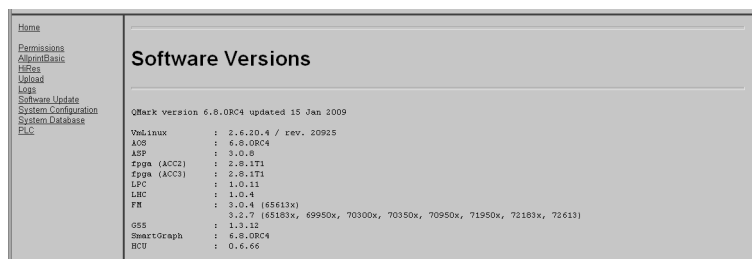 Home
Permissions
AllprintBasic
HiRes
Upload
Logs
Software Update
System Configuration
System Database
PLC
Software Versions
QMark version 6.8.0RC4 updated 15 Jan 2009
VmLinux : 2.6.20.4 / rev. 20925
AOS : 6.8.0RC4
ASP : 3.0.8
fpga (ACC2) : 2.8.1T1
fpga (ACC3) : 2.8.1T1
LPC : 1.0.11
LHC : 1.0.4
FM : 3.0.4 (65613x)
3.2.7 (65183x, 69950x, 70300x, 70350x, 70950x, 71950x, 72183x, 72613)
GSS : 1.3.12
SmartGraph : 6.8.0RC4
HCU : 0.6.66